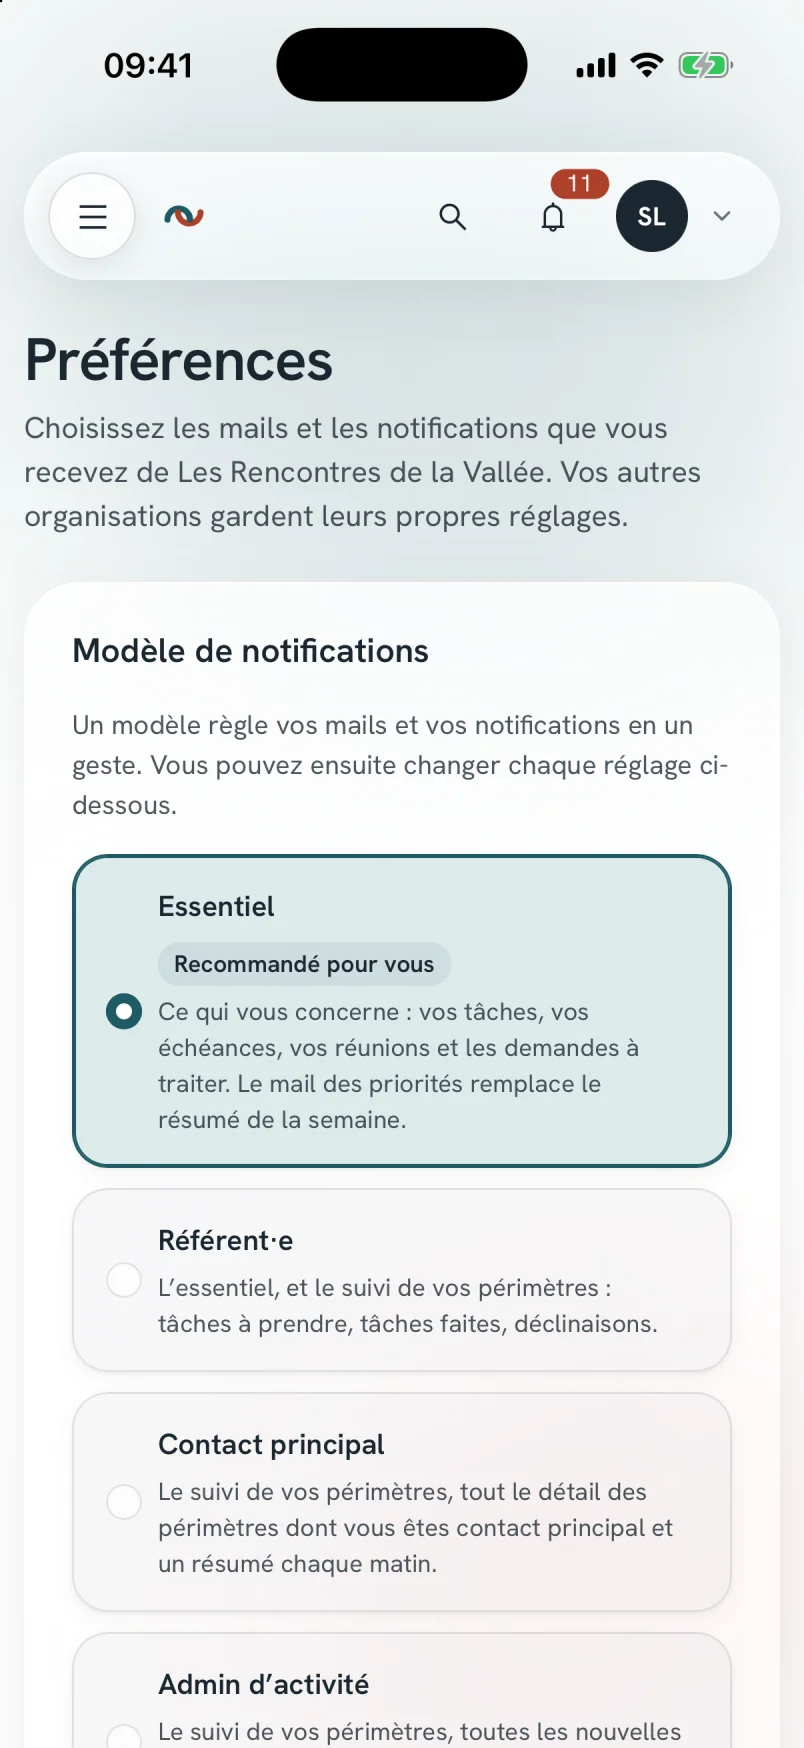 09:41
11
SL
Préférences
Choisissez les mails et les notifications que vous
recevez de Les Rencontres de la Vallée. Vos autres
organisations gardent leurs propres réglages.
Modèle de notifications
Un modèle règle vos mails et vos notifications en un
geste. Vous pouvez ensuite changer chaque réglage ci-
dessous.
Essentiel
Recommandé pour vous
Ce qui vous concerne : vos tâches, vos
échéances, vos réunions et les demandes à
traiter. Le mail des priorités remplace le
résumé de la semaine.
Référent·e
L’essentiel, et le suivi de vos périmètres :
tâches à prendre, tâches faites, déclinaisons.
Contact principal
Le suivi de vos périmètres, tout le détail des
périmètres dont vous êtes contact principal et
un résumé chaque matin.
Admin d’activité
Le suivi de vos périmètres, toutes les nouvelles